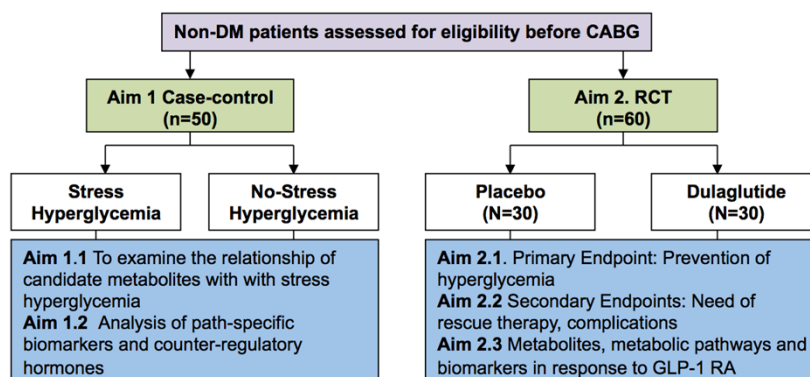 Non-DM patients assessed for eligibility before CABG
Aim 1 Case-control
(n=50)
Aim 2. RCT
(n=60)
Stress
Hyperglycemia
No-Stress
Hyperglycemia
Placebo
(N=30)
Dulaglutide
(N=30)
Aim 1.1 To examine the relationship of
candidate metabolites with with stress
hyperglycemia
Aim 1.2 Analysis of path-specific
biomarkers and counter-regulatory
hormones
Aim 2.1. Primary Endpoint: Prevention of
hyperglycemia
Aim 2.2 Secondary Endpoints: Need of
rescue therapy, complications
Aim 2.3 Metabolites, metabolic pathways and
biomarkers in response to GLP-1 RA